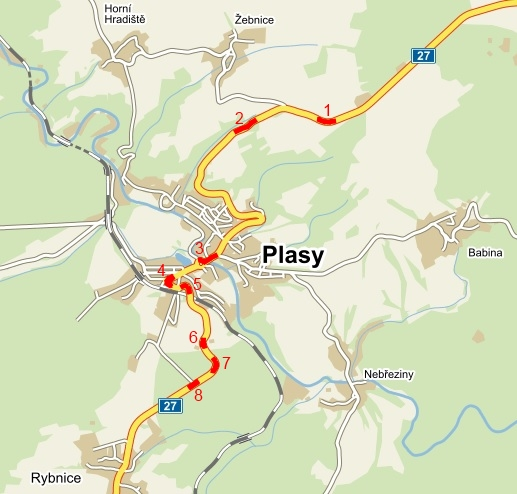 Horní
Hradiště
Žebnice
27
1
2
Plasy
Babina
3
4
5
6
7
8
Nebřeziny
27
Rybnice